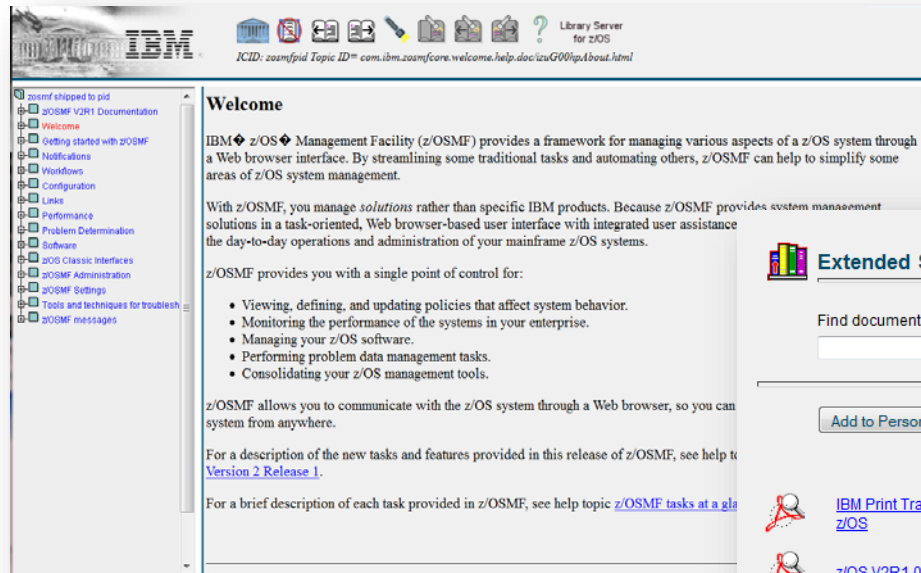 IBM
Library Server
for z/OS
ICID: zosmfpid Topic ID= com.ibm.zosmfcore.welcome.help.doc/izuG00hpAbout.html
zosmf shipped to pid
z/OSMF V2R1 Documentation
Welcome
Getting started with z/OSMF
Notifications
Workflows
Configuration
Links
Performance
Problem Determination
Software
z/OS Classic Interfaces
z/OSMF Administration
z/OSMF Settings
Tools and techniques for troublesh
z/OSMF messages
Welcome
IBM� z/OS� Management Facility (z/OSMF) provides a framework for managing various aspects of a z/OS system through
a Web browser interface. By streamlining some traditional tasks and automating others, z/OSMF can help to simplify some
areas of z/OS system management.
With z/OSMF, you manage solutions rather than specific IBM products. Because z/OSMF provides system management
solutions in a task-oriented, Web browser-based user interface with integrated user assistance
the day-to-day operations and administration of your mainframe z/OS systems.
z/OSMF provides you with a single point of control for:
• Viewing, defining, and updating policies that affect system behavior.
• Monitoring the performance of the systems in your enterprise.
• Managing your z/OS software.
• Performing problem data management tasks.
• Consolidating your z/OS management tools.
z/OSMF allows you to communicate with the z/OS system through a Web browser, so you can
system from anywhere.
For a description of the new tasks and features provided in this release of z/OSMF, see help to
Version 2 Release 1.
For a brief description of each task provided in z/OSMF, see help topic z/OSMF tasks at a gla
Extended
Find document
Add to Person
IBM Print Tra
z/OS
z/OS V2R1.0